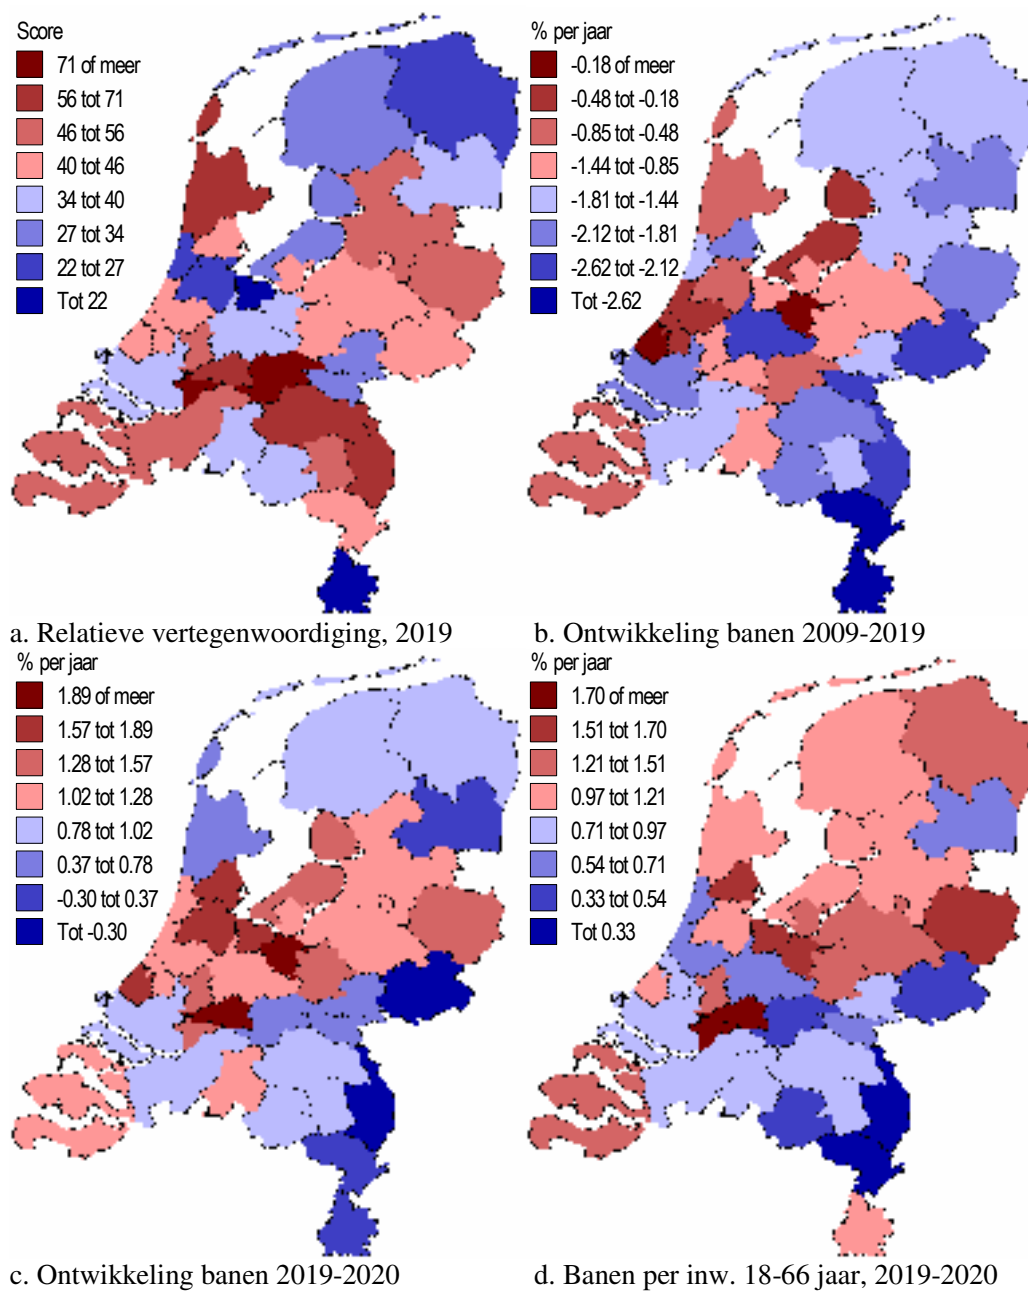 Score
71 of meer
56 tot 71
46 tot 56
40 tot 46
34 tot 40
27 tot 34
22 tot 27
Tot 22
a. Relatieve vertegenwoordiging, 2019
% per jaar
-0.18 of meer
-0.48 tot -0.18
-0.85 tot -0.48
-1.44 tot -0.85
-1.81 tot -1.44
-2.12 tot -1.81
-2.62 tot -2.12
Tot -2.62
b. Ontwikkeling banen 2009-2019
% per jaar
1.89 of meer
1.57 tot 1.89
1.28 tot 1.57
1.02 tot 1.28
0.78 tot 1.02
0.37 tot 0.78
-0.30 tot 0.37
Tot -0.30
c. Ontwikkeling banen 2019-2020
% per jaar
1.70 of meer
1.51 tot 1.70
1.21 tot 1.51
0.97 tot 1.21
0.71 tot 0.97
0.54 tot 0.71
0.33 tot 0.54
Tot 0.33
d. Banen per inw. 18-66 jaar, 2019-2020